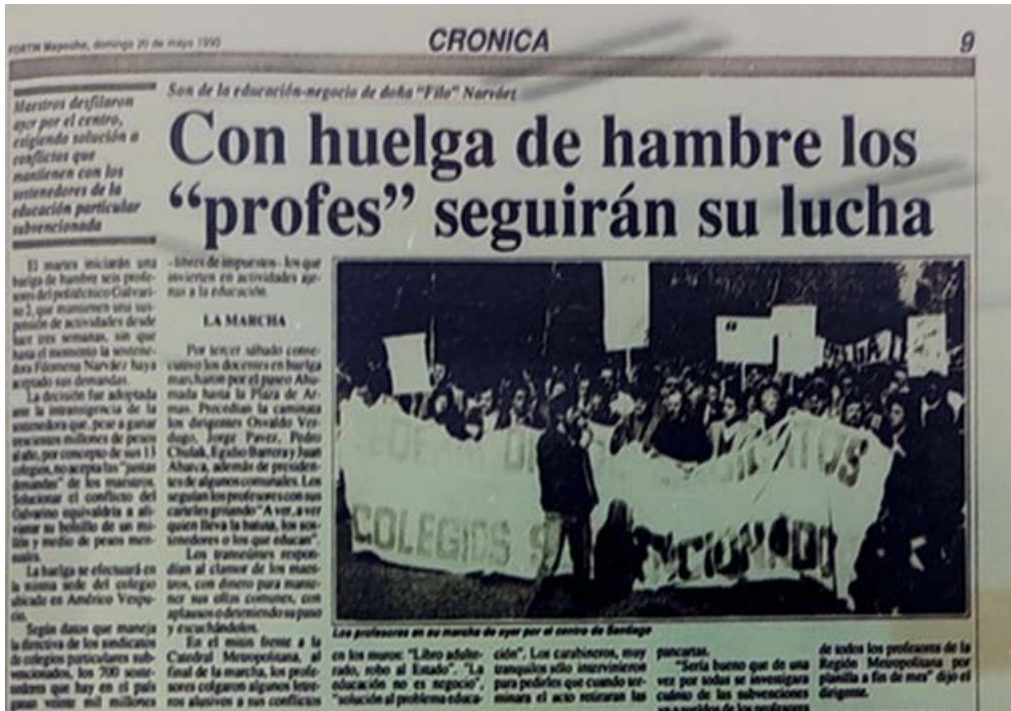 FORTIN Mapocho, domingo 20 de mayo 1990
CRONICA
9
Maestros desfilaron
ayer por el centro,
exigiendo solución a
conflictos que
mantienen con los
sostenedores de la
educación particular
subvencionada
Son de la educación-negocio de doña "Filo" Narváez
Con huelga de hambre los
“profes” seguirán su lucha
El martes iniciarán una
huelga de hambre seis profe-
sores del politécnico Galvari-
no 2, que mantienen una sus-
pensión de actividades desde
hace tres semanas, sin que
hasta el momento la sostene-
dora Filomena Narváez haya
aceptado sus demandas.
La decisión fue adoptada
ante la intransigencia de la
sostenedora que, pese a ganar
trescientos millones de pesos
al año, por concepto de sus 13
colegios, no acepta las "justas
demandas" de los maestros.
Solucionar el conflicto del
Galvarino equivaldría a ali-
vianar su bolsillo de un mi-
llón y medio de pesos men-
suales.
La huelga se efectuará en
la misma sede del colegio
ubicado en Américo Vespu-
cio.
Según datos que maneja
la directiva de los sindicatos
de colegios particulares sub-
vencionados, los 700 soste-
nedores que hay en el país
ganan veinte mil millones
-libres de impuestos- los que
invierten en actividades aje-
nas a la educación.
LA MARCHA
Por tercer sábado conse-
cutivo los docentes en huelga
marcharon por el paseo Ahu-
mada hasta la Plaza de Ar-
mas. Precedían la caminata
los dirigentes Osvaldo Ver-
dugo, Jorge Pavez, Pedro
Chulak, Egidio Barrera y Juan
Abarca, además de presiden-
tes de algunos comunales. Los
seguían los profesores con sus
carteles gritando "A ver, a ver
quien lleva la batuta, los sos-
tenedores o los que educan".
Los transeúntes respon-
dían al clamor de los maes-
tros, con dinero para mante-
ner sus ollas comunes, con
aplausos o deteniendo su paso
y escuchándolos.
En el mitin frente a la
Catedral Metropolitana, al
final de la marcha, los profe-
sores colgaron algunos letre-
ros alusivos a sus conflictos
COLEGIOS
Los profesores en su marcha de ayer por el centro de Santiago
en los muros: "Libro adulte-
rado, robo al Estado", "La
educación no es negocio",
"solución al problema educa-
ción". Los carabineros, muy
tranquilos sólo intervinieron
para pedirles que cuando ter-
minara el acto retiraran las
pancartas.
"Sería bueno que de una
vez por todas se investigara
cuánto de las subvenciones
va a sueldos de los profesores
de todos los profesores de la
Región Metropolitana por
planilla a fin de mes" dijo el
dirigente.